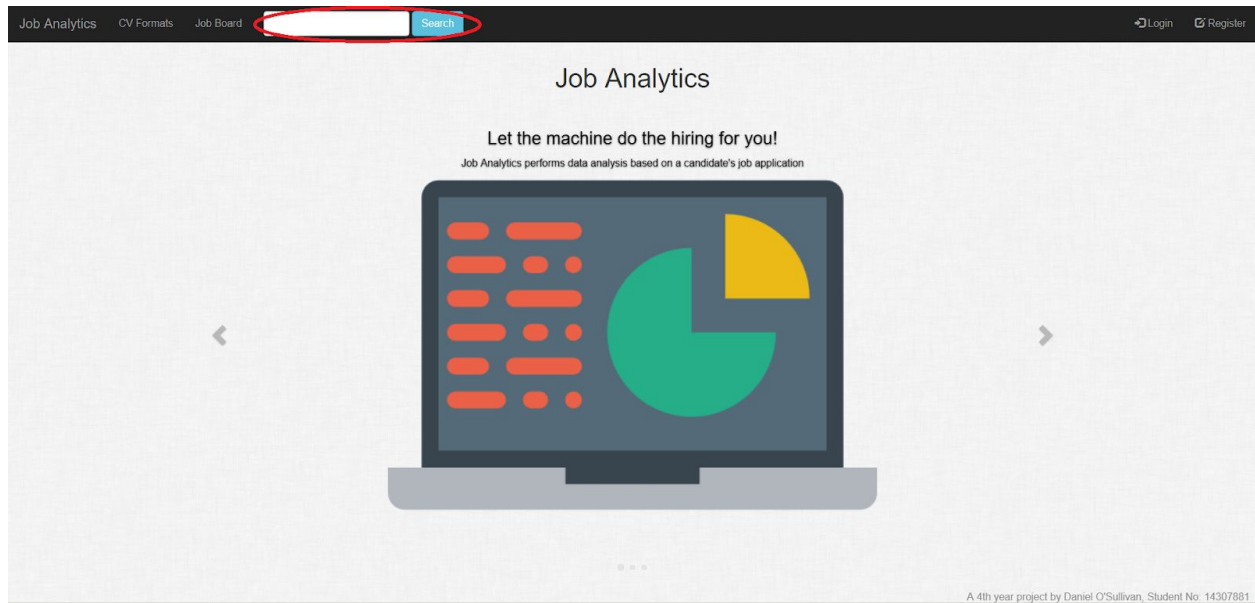 Job Analytics CV Formats Job Board Search Login Register
Job Analytics
Let the machine do the hiring for you!
Job Analytics performs data analysis based on a candidate's job application
A 4th year project by Daniel O'Sullivan, Student No. 14307881